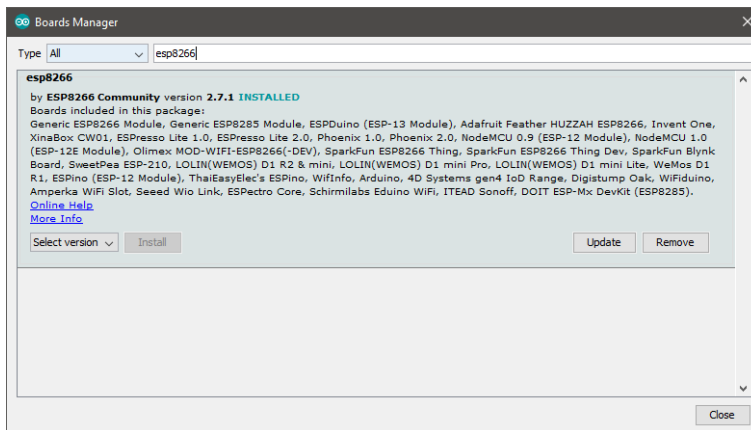 Boards Manager
Type All esp8266
esp8266
by ESP8266 Community version 2.7.1 INSTALLED
Boards included in this package:
Generic ESP8266 Module, Generic ESP8285 Module, ESPDuino (ESP-13 Module), Adafruit Feather HUZZAH ESP8266, Invent One,
XinaBox CW01, ESPresso Lite 1.0, ESPresso Lite 2.0, Phoenix 1.0, Phoenix 2.0, NodeMCU 0.9 (ESP-12 Module), NodeMCU 1.0
(ESP-12E Module), Olimex MOD-WIFI-ESP8266(-DEV), SparkFun ESP8266 Thing, SparkFun ESP8266 Thing Dev, SparkFun Blynk
Board, SweetPea ESP-210, LOLIN(WEMOS) D1 R2 & mini, LOLIN(WEMOS) D1 mini Pro, LOLIN(WEMOS) D1 mini Lite, WeMos D1
R1, ESPino (ESP-12 Module), ThaiEasyElec's ESPino, WifInfo, Arduino, 4D Systems gen4 IoD Range, Digistump Oak, WiFiduino,
Amperka WiFi Slot, Seeed Wio Link, ESPectro Core, Schirmilabs Eduino WiFi, ITEAD Sonoff, DOIT ESP-Mx DevKit (ESP8285).
Online Help
More Info
Select version Install Update Remove
Close